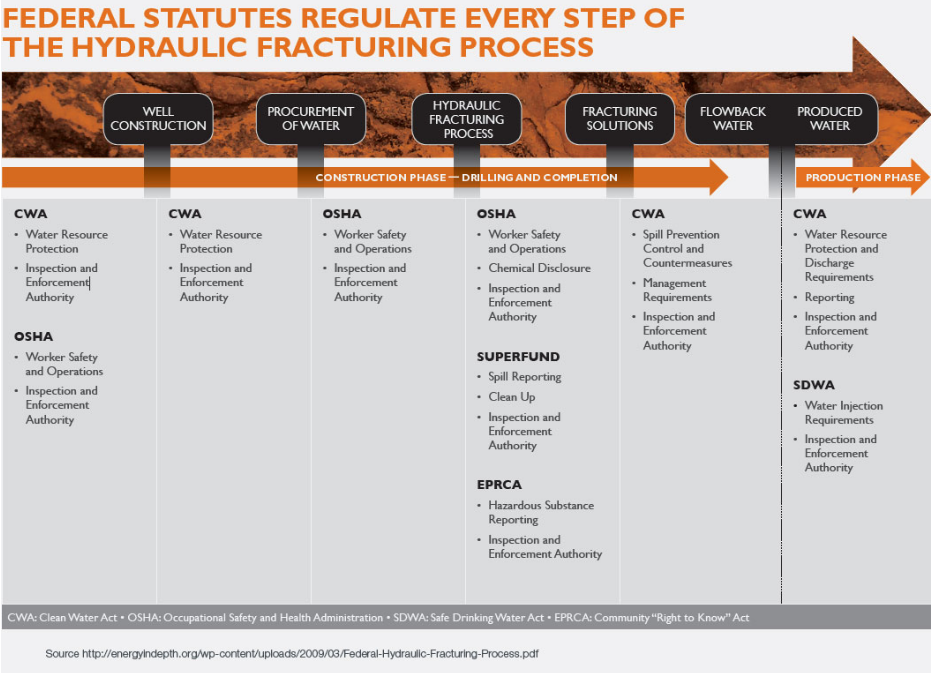 FEDERAL STATUTES REGULATE EVERY STEP OF
THE HYDRAULIC FRACTURING PROCESS
WELL
CONSTRUCTION
PROCUREMENT
OF WATER
HYDRAULIC
FRACTURING
PROCESS
FRACTURING
SOLUTIONS
FLOWBACK
WATER
PRODUCED
WATER
CONSTRUCTION PHASE — DRILLING AND COMPLETION
PRODUCTION PHASE
CWA
• Water Resource
Protection
• Inspection and
Enforcement
Authority
OSHA
• Worker Safety
and Operations
• Inspection and
Enforcement
Authority
CWA
• Water Resource
Protection
• Inspection and
Enforcement
Authority
OSHA
• Worker Safety
and Operations
• Inspection and
Enforcement
Authority
OSHA
• Worker Safety
and Operations
• Chemical Disclosure
• Inspection and
Enforcement
Authority
SUPERFUND
• Spill Reporting
• Clean Up
• Inspection and
Enforcement
Authority
EPRCA
• Hazardous Substance
Reporting
• Inspection and
Enforcement Authority
CWA
• Spill Prevention
Control and
Countermeasures
• Management
Requirements
• Inspection and
Enforcement
Authority
CWA
• Water Resource
Protection and
Discharge
Requirements
• Reporting
• Inspection and
Enforcement
Authority
SDWA
• Water Injection
Requirements
• Inspection and
Enforcement
Authority
CWA: Clean Water Act • OSHA: Occupational Safety and Health Administration • SDWA: Safe Drinking Water Act • EPRCA: Community “Right to Know” Act
Source http://energyindepth.org/wp-content/uploads/2009/03/Federal-Hydraulic-Fracturing-Process.pdf